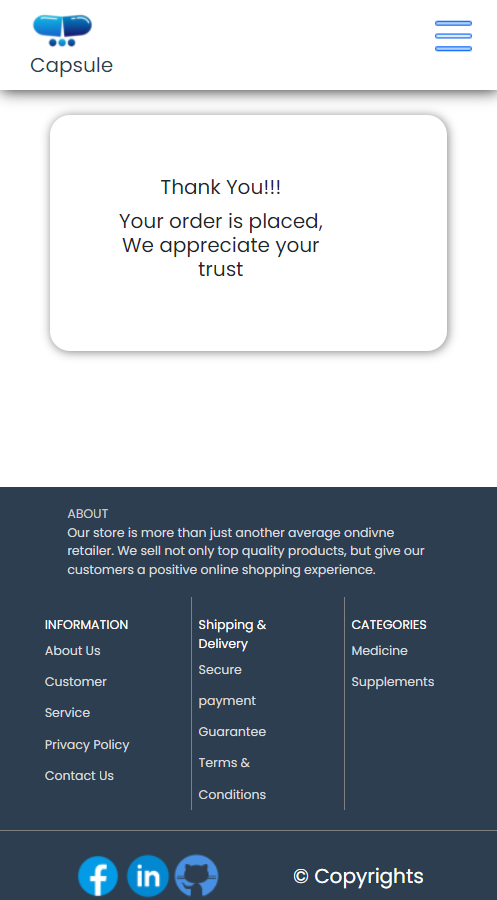 Capsule
Thank You!!!
Your order is placed,
We appreciate your
trust
ABOUT
Our store is more than just another average ondivne
retailer. We sell not only top quality products, but give our
customers a positive online shopping experience.
INFORMATION
About Us
Customer
Service
Privacy Policy
Contact Us
Shipping &
Delivery
Secure
payment
Guarantee
Terms &
Conditions
CATEGORIES
Medicine
Supplements
© Copyrights